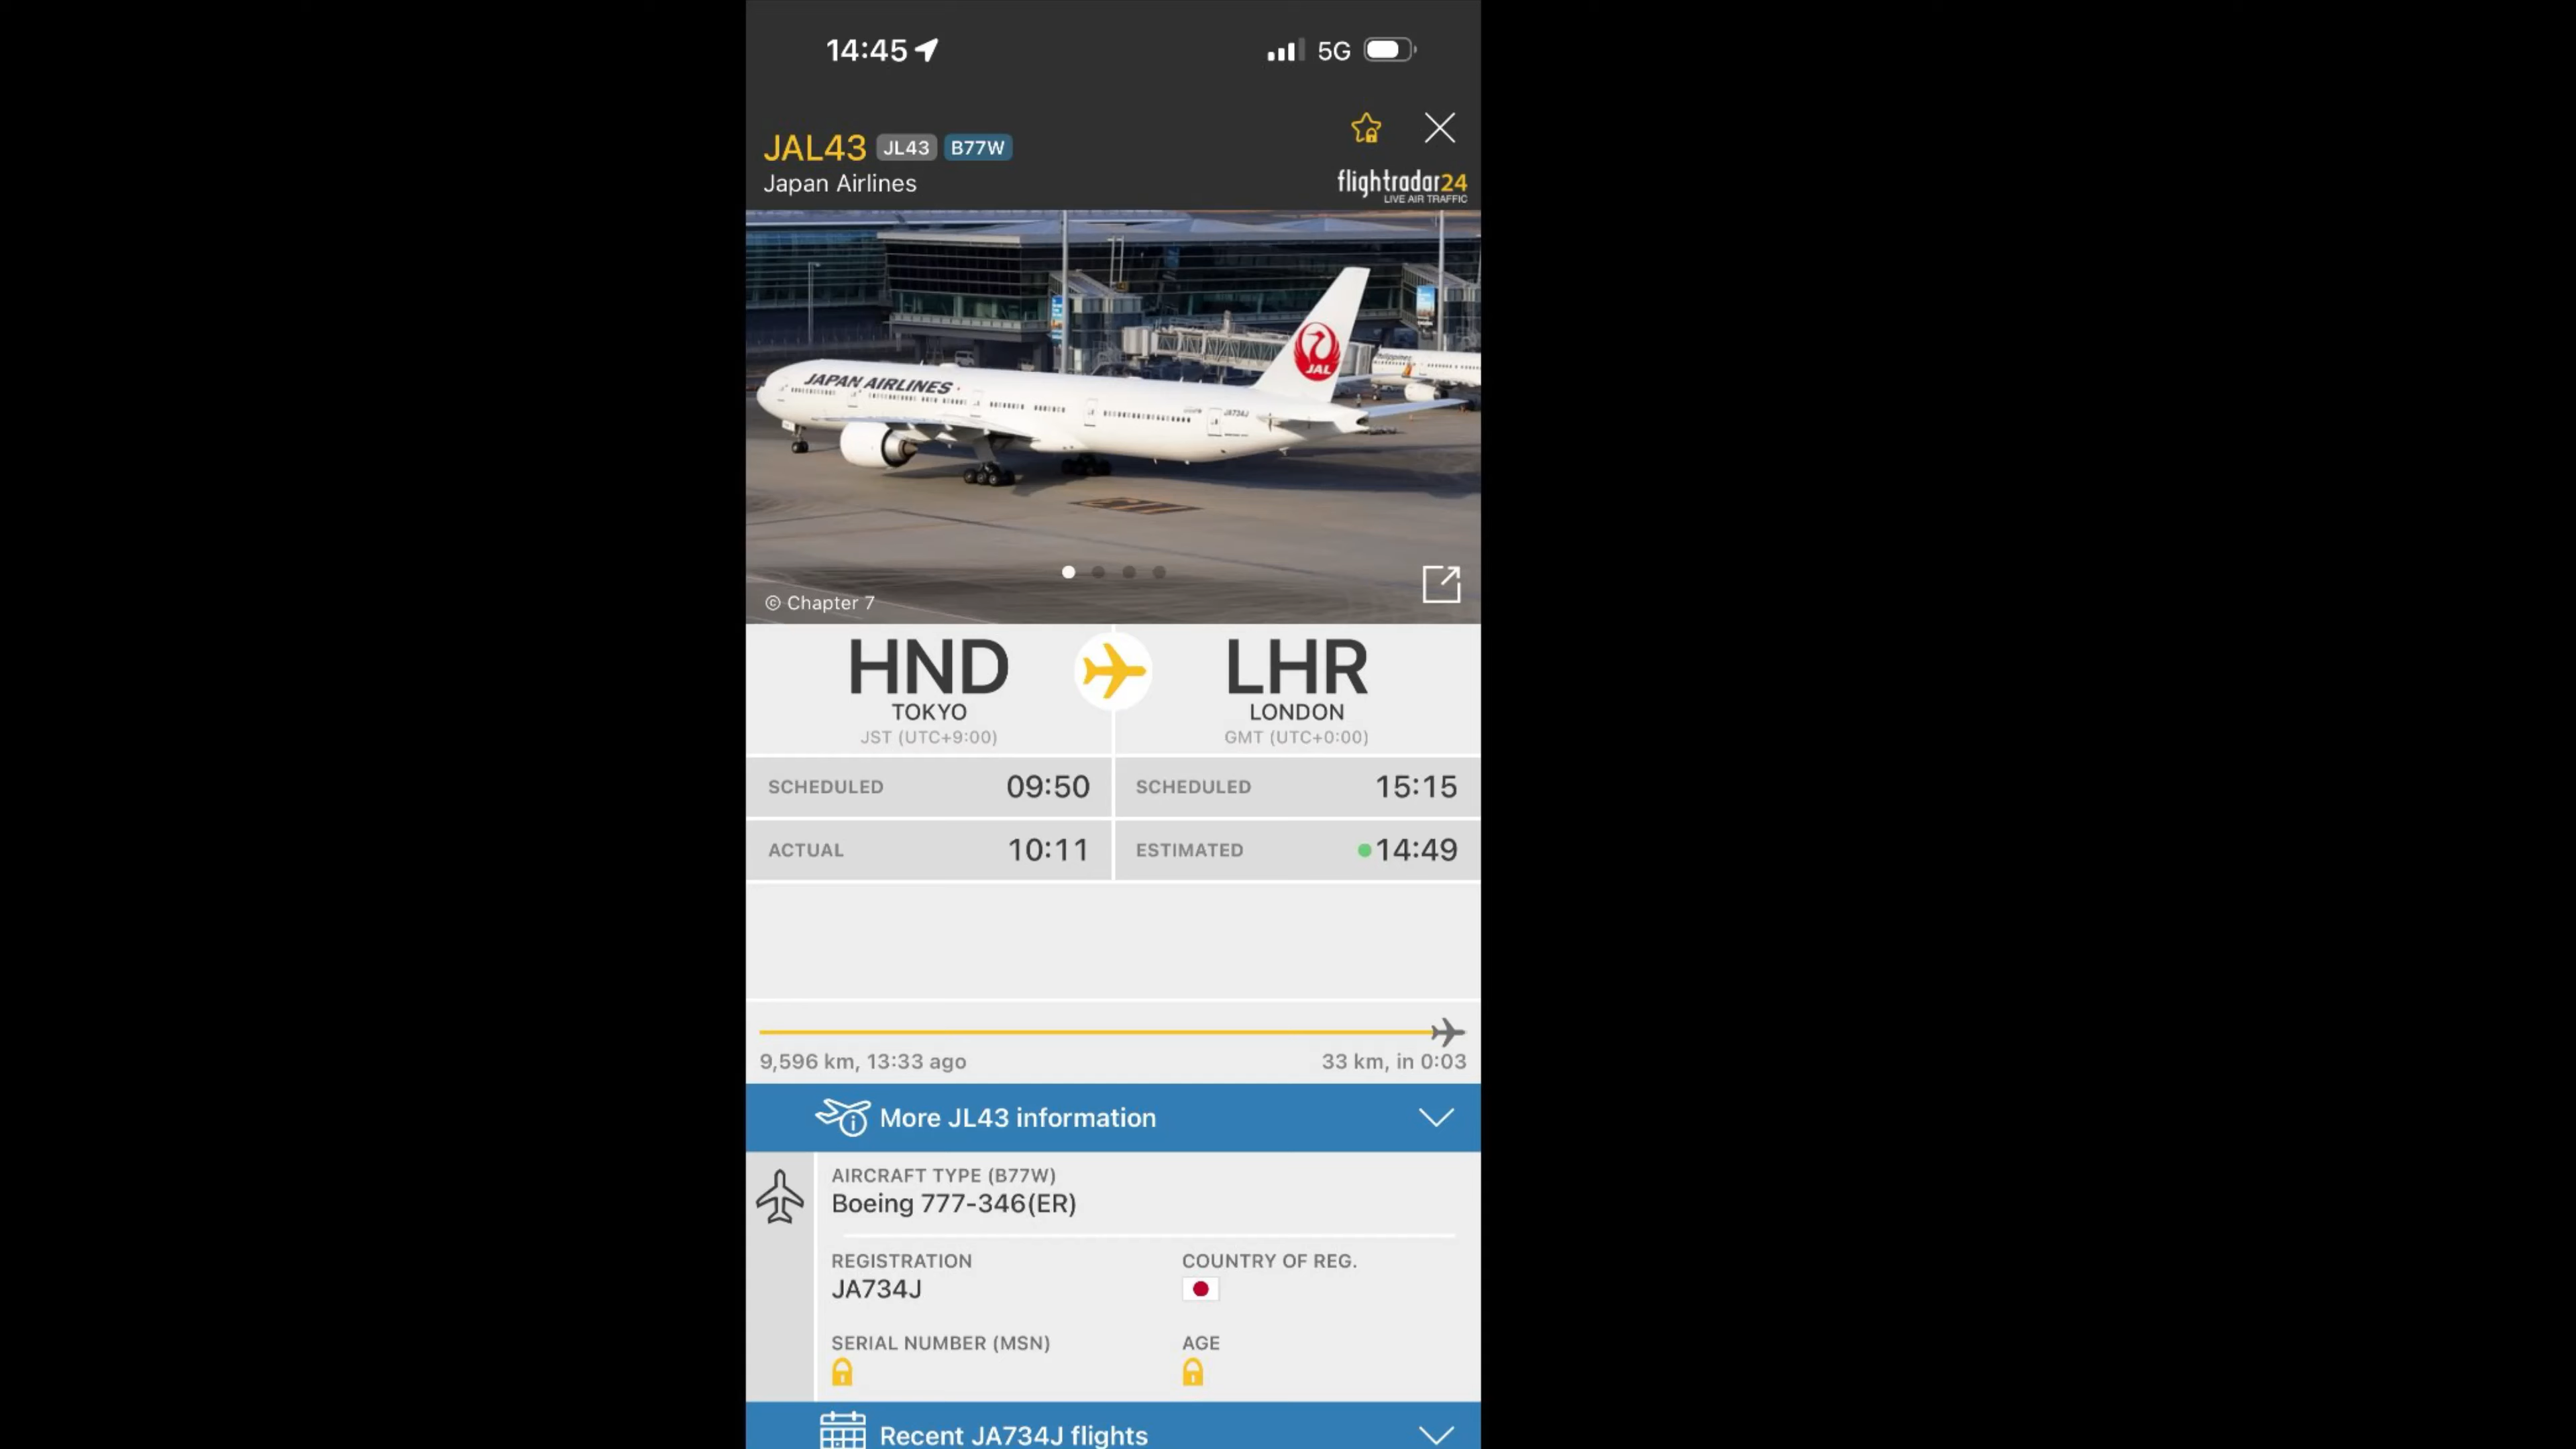 14:45
5G
JAL43 JL43 B77W
Japan Airlines
flightradar24
LIVE AIR TRAFFIC
JAPAN AIRLINES
JAL
Philippines
JA734J
© Chapter 7
HND
TOKYO
JST (UTC+9:00)
LHR
LONDON
GMT (UTC+0:00)
SCHEDULED 09:50
SCHEDULED 15:15
ACTUAL 10:11
ESTIMATED 14:49
9,596 km, 13:33 ago
33 km, in 0:03
More JL43 information
AIRCRAFT TYPE (B77W)
Boeing 777-346(ER)
REGISTRATION
JA734J
COUNTRY OF REG.
SERIAL NUMBER (MSN)
AGE
Recent JA734J flights